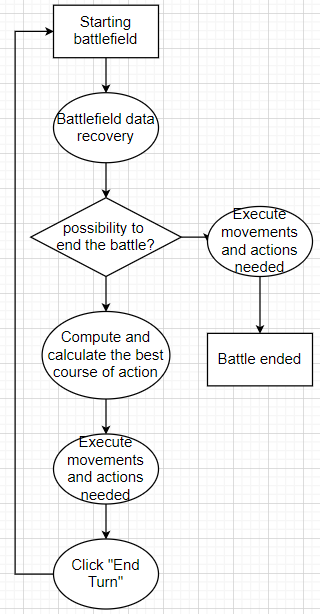 Starting
battlefield
Battlefield data
recovery
possibility to
end the battle?
Execute
movements
and actions
needed
Compute and
calculate the best
course of action
Battle ended
Execute
movements
and actions
needed
Click "End
Turn"